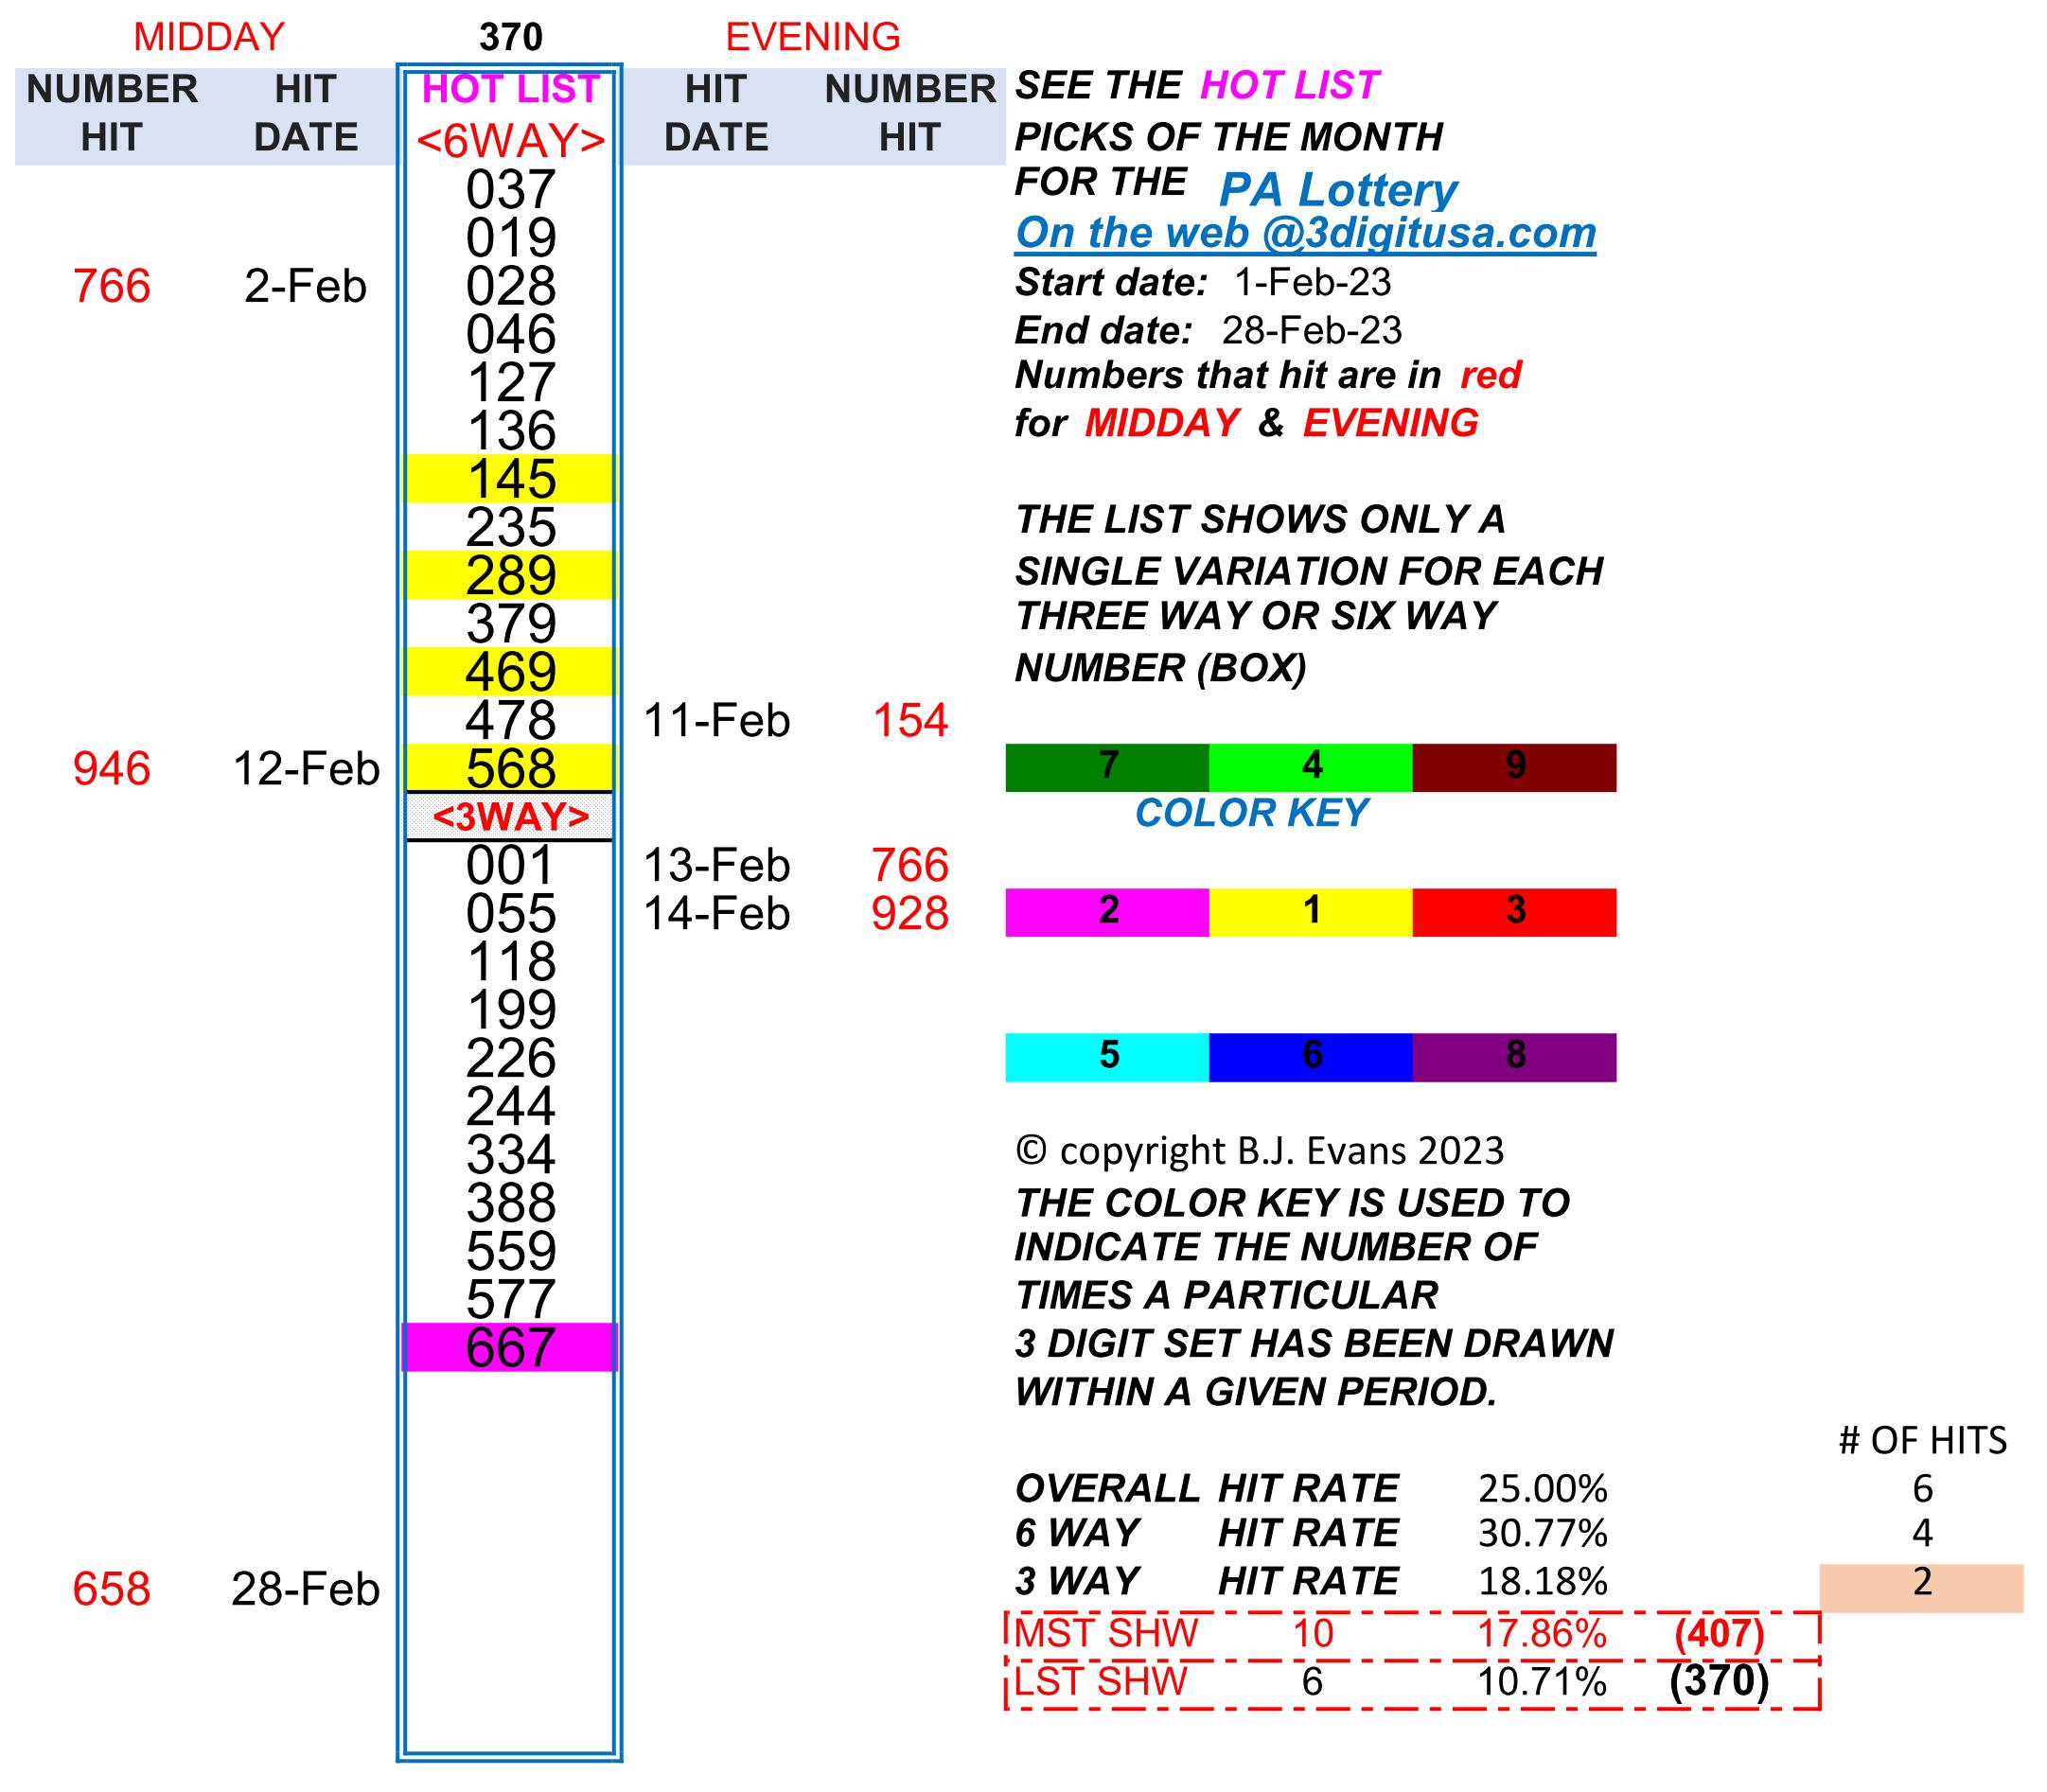 MIDDAY 370 EVENING
NUMBER HIT HOT LIST HIT NUMBER SEE THE HOT LIST
HIT DATE <6WAY> DATE HIT PICKS OF THE MONTH
037 FOR THE PA Lottery
019 On the web @3digitusa.com
766 2-Feb 028 Start date: 1-Feb-23
046 End date: 28-Feb-23
127 Numbers that hit are in red
136 for MIDDAY & EVENING
145
235 THE LIST SHOWS ONLY A
289 SINGLE VARIATION FOR EACH
379 THREE WAY OR SIX WAY
469 NUMBER (BOX)
478 11-Feb 154
946 12-Feb 568 7 4 9
<3WAY> COLOR KEY
001 13-Feb 766
055 14-Feb 928 2 1 3
118
199
226 5 6 8
244
334 © copyright B.J. Evans 2023
388 THE COLOR KEY IS USED TO
559 INDICATE THE NUMBER OF
577 TIMES A PARTICULAR
667 3 DIGIT SET HAS BEEN DRAWN
WITHIN A GIVEN PERIOD.
# OF HITS
OVERALL HIT RATE 25.00% 6
6 WAY HIT RATE 30.77% 4
658 28-Feb 3 WAY HIT RATE 18.18% 2
MST SHW 10 17.86% (407)
LST SHW 6 10.71% (370)